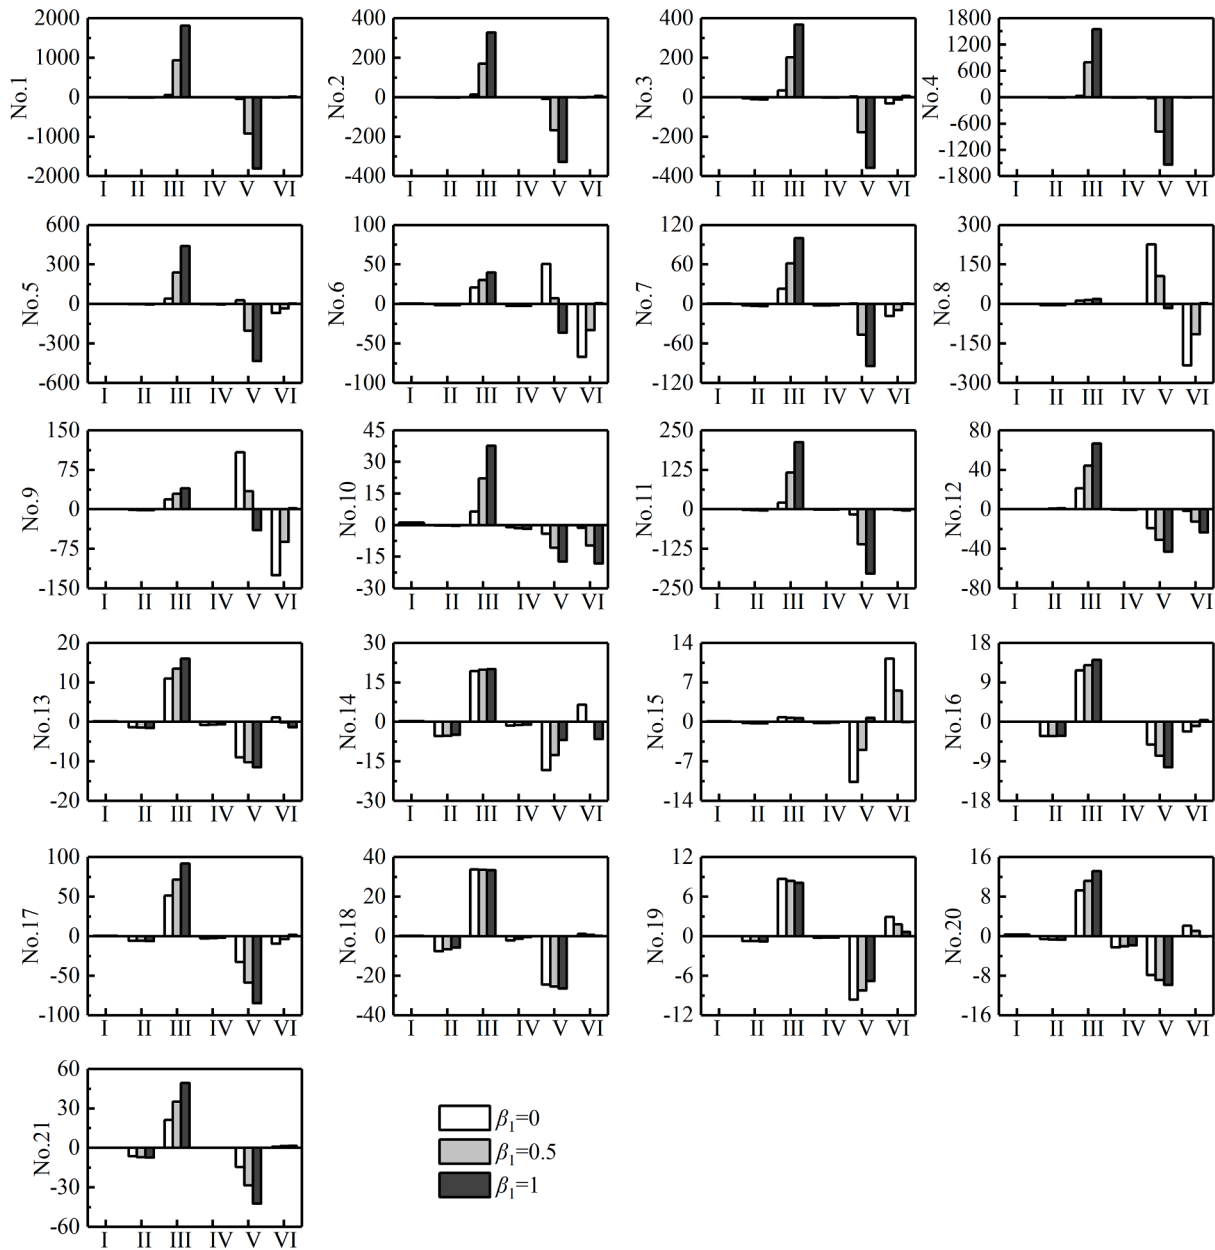 2000
1000
0
-1000
-2000
No.1
I II III IV V VI
400
200
0
-200
-400
No.2
I II III IV V VI
400
200
0
-200
-400
No.3
I II III IV V VI
1800
1200
600
0
-600
-1200
-1800
No.4
I II III IV V VI
600
300
0
-300
-600
No.5
I II III IV V VI
100
50
0
-50
-100
No.6
I II III IV V VI
120
60
0
-60
-120
No.7
I II III IV V VI
300
150
0
-150
-300
No.8
I II III IV V VI
150
75
0
-75
-150
No.9
I II III IV V VI
45
30
15
0
-15
-30
No.10
I II III IV V VI
250
125
0
-125
-250
No.11
I II III IV V VI
80
40
0
-40
-80
No.12
I II III IV V VI
20
10
0
-10
-20
No.13
I II III IV V VI
30
15
0
-15
-30
No.14
I II III IV V VI
14
7
0
-7
-14
No.15
I II III IV V VI
18
9
0
-9
-18
No.16
I II III IV V VI
100
50
0
-50
-100
No.17
I II III IV V VI
40
20
0
-20
-40
No.18
I II III IV V VI
12
6
0
-6
-12
No.19
I II III IV V VI
16
8
0
-8
-16
No.20
I II III IV V VI
60
30
0
-30
-60
No.21
I II III IV V VI
β₁=0
β₁=0.5
β₁=1